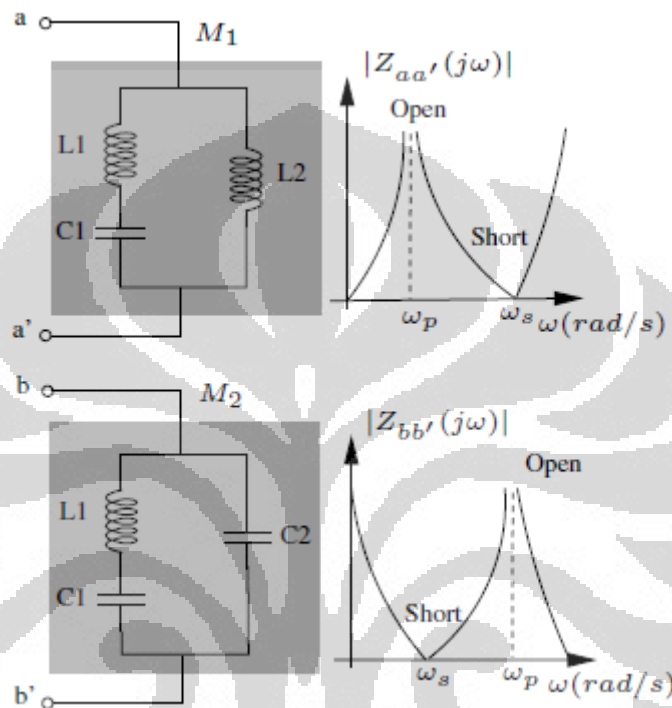 a
M₁
|Zₐₐ′(jω)|
Open
L1
L2
C1
Short
a'
ωₚ
ωₛ
ω(rad/s)
b
M₂
|Z_bb′(jω)|
Open
L1
C2
C1
Short
b'
ωₛ
ωₚ
ω(rad/s)